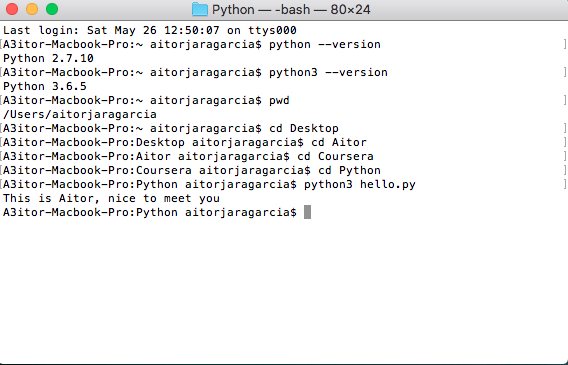 Python — -bash — 80×24
Last login: Sat May 26 12:50:07 on ttys000
[A3itor-Macbook-Pro:~ aitorjaragarcia$ python --version ]
Python 2.7.10
[A3itor-Macbook-Pro:~ aitorjaragarcia$ python3 --version ]
Python 3.6.5
[A3itor-Macbook-Pro:~ aitorjaragarcia$ pwd ]
/Users/aitorjaragarcia
[A3itor-Macbook-Pro:~ aitorjaragarcia$ cd Desktop ]
[A3itor-Macbook-Pro:Desktop aitorjaragarcia$ cd Aitor ]
[A3itor-Macbook-Pro:Aitor aitorjaragarcia$ cd Coursera ]
[A3itor-Macbook-Pro:Coursera aitorjaragarcia$ cd Python ]
[A3itor-Macbook-Pro:Python aitorjaragarcia$ python3 hello.py ]
This is Aitor, nice to meet you
A3itor-Macbook-Pro:Python aitorjaragarcia$